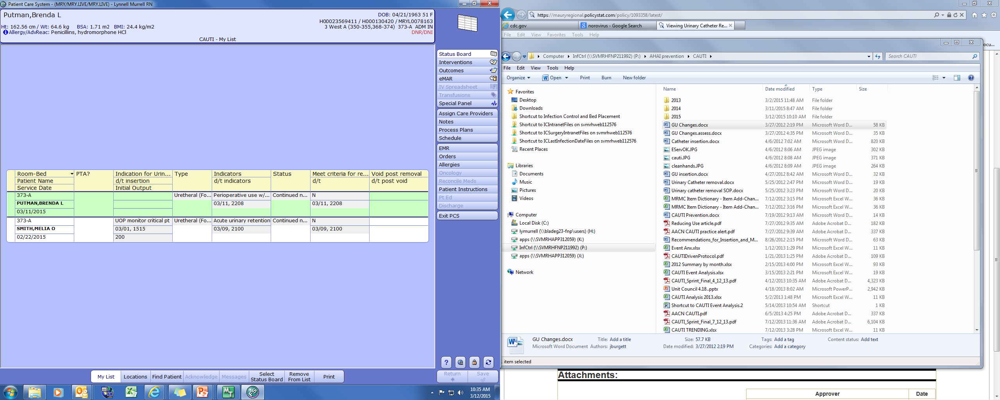 Patient Care System - (MRY/MRY.LIVE/MRY.LIVE) - Lynnell Murrell RN
Putman,Brenda L
DOB: 04/21/1963 51 F
H00023569411 / H000130420 / MRYL0078163
Ht: 162.56 cm / Wt: 64.6 kg BSA: 1.71 m2 BMI: 24.4 kg/m2
3 West A (350-355,368-374) 373-A ADM IN
Allergy/AdvReac: Penicillins, hydromorphone HCl
DNR/DNI
CAUTI - My List
Room-Bed PTA? Indication for Urin... Type Indicators Status Meet criteria for re... Void post removal
Patient Name d/t insertion d/t indicators d/t d/t post void
Service Date Initial Output
373-A Urethral (Fo... Perioperative use w/... Continued n... N
PUTMAN,BRENDA L 03/11, 2208 03/11, 2208
03/11/2015
373-A UOP monitor critical pt Urethral (Fo... Acute urinary retention Continued n... N
SMITH,MELIA O 03/01, 1515 03/09, 2100 03/09, 2100
02/22/2015 200
Status Board
Interventions
Outcomes
eMAR
IV Spreadsheet
Transfusions
Special Panel
Assign Care Providers
Notes
Process Plans
Schedule
EMR
Orders
Allergies
Oncology
Reconcile Meds
Patient Instructions
Pt Ed
Discharge
Exit PCS
Return Save
My List Locations Find Patient Acknowledge Messages Select Status Board Remove From List Print
10:35 AM
3/12/2015
https://maryregional.policystat.com/policy/1093358/latest/
cdc.gov norovirus - Google Search Viewing Urinary Catheter Re...
File Edit View Favorites Tools Help
ocu...
Computer InfCtrl (\\SVMRHFNP211992) (P:) AHAI prevention CAUTI
Search CAUTI
File Edit View Tools Help
Organize Open Print Burn New folder
Favorites
Desktop
Downloads
Shortcut to Infection Control and Bed Placement
Shortcut to ICIntranetFiles on svmrhweb112576
Shortcut to ICSurgeryIntranetFiles on svmrhweb112576
Shortcut to ICLastInfectionDateFiles on svmrhweb112576
Recent Places
Libraries
Documents
Music
Pictures
Videos
Computer
Local Disk (C:)
lymurrell (\\bladeg23-fnp\users) (H:)
apps (\\SVMRHAPP312059) (K:)
InfCtrl (\\SVMRHFNP211992) (P:)
apps (\\SVMRHAPP312059) (X:)
Network
Name Date modified Type Size
2013 3/2/2015 11:48 AM File folder
2014 3/11/2015 8:47 AM File folder
2015 3/12/2015 10:10 AM File folder
GU Changes.docx 3/27/2012 2:19 PM Microsoft Word D... 58 KB
GU Changes.assess.docx 3/27/2012 4:35 PM Microsoft Word D... 35 KB
Catheter insertion.docx 4/6/2012 7:02 AM Microsoft Word D... 820 KB
EServOK.JPG 4/6/2012 8:06 AM JPEG image 302 KB
cauti.JPG 4/6/2012 8:08 AM JPEG image 371 KB
cleanhands.JPG 4/6/2012 8:09 AM JPEG image 264 KB
GU insertion.docx 4/27/2012 8:42 AM Microsoft Word D... 32 KB
Urinary Catheter removal.docx 5/25/2012 2:47 PM Microsoft Word D... 19 KB
Urinary catheter removal SOP.docx 5/25/2012 3:23 PM Microsoft Word D... 20 KB
MRMC Item Dictionary - Item Add-Chan... 7/12/2012 3:15 PM Microsoft Excel W... 36 KB
MRMC Item Dictionary - Item Add-Chan... 7/12/2012 3:16 PM Microsoft Excel W... 36 KB
CAUTI Prevention.docx 7/19/2012 9:13 AM Microsoft Word D... 14 KB
Reducing Use article.pdf 7/27/2012 9:35 AM Adobe Acrobat D... 182 KB
AACN CAUTI practice alert.pdf 7/27/2012 9:39 AM Adobe Acrobat D... 337 KB
Recommendations_for_Insertion_and_M... 8/26/2012 2:15 PM Microsoft Word D... 63 KB
Event Anx.xlsx 1/12/2013 1:29 PM Microsoft Excel W... 11 KB
CAUTIDrivenProtocol.pdf 1/21/2013 1:25 PM Adobe Acrobat D... 109 KB
2012 Summary by month.xlsx 2/15/2013 4:00 PM Microsoft Excel W... 93 KB
CAUTI Event Analysis.xlsx 3/15/2013 2:21 PM Microsoft Excel W... 19 KB
CAUTI_Sprint_Final_4_12_13.pdf 4/12/2013 10:35 AM Adobe Acrobat D... 4,323 KB
Unit Council 4.18..pptx 4/18/2013 8:02 AM Microsoft PowerP... 2,942 KB
CAUTI Analysis 2013.xlsx 5/2/2013 1:48 PM Microsoft Excel W... 11 KB
Shortcut to CAUTI Event Analysis.2 5/14/2013 10:54 AM Shortcut 1 KB
AACN CAUTI.pdf 6/5/2013 4:25 PM Adobe Acrobat D... 337 KB
CAUTI_Sprint_Final_7_12_13.pdf 7/12/2013 11:36 AM Adobe Acrobat D... 6,104 KB
CAUTI TRENDING.xlsx 7/12/2013 3:28 PM Microsoft Excel W... 11 KB
GU Changes.docx Title: Add a title Size: 57.7 KB Tags: Add a tag Content status: Add text
Microsoft Word Document Authors: jburgett Date modified: 3/27/2012 2:19 PM Categories: Add a category
item selected
Attachments:
Approver Date